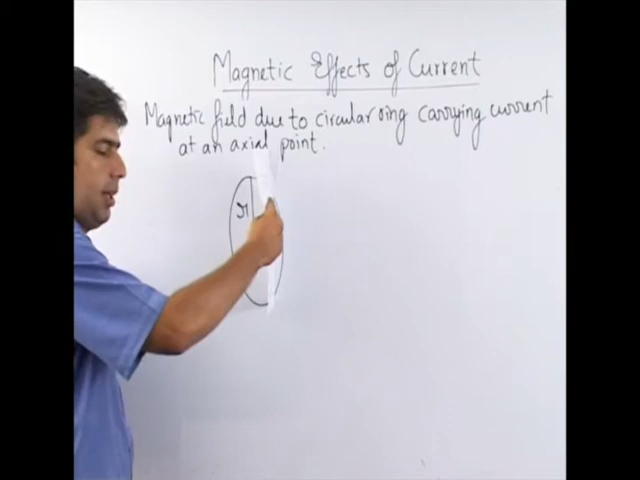 Magnetic Effects of Current
Magnetic field due to circular ring carrying current
at an axial point.
r